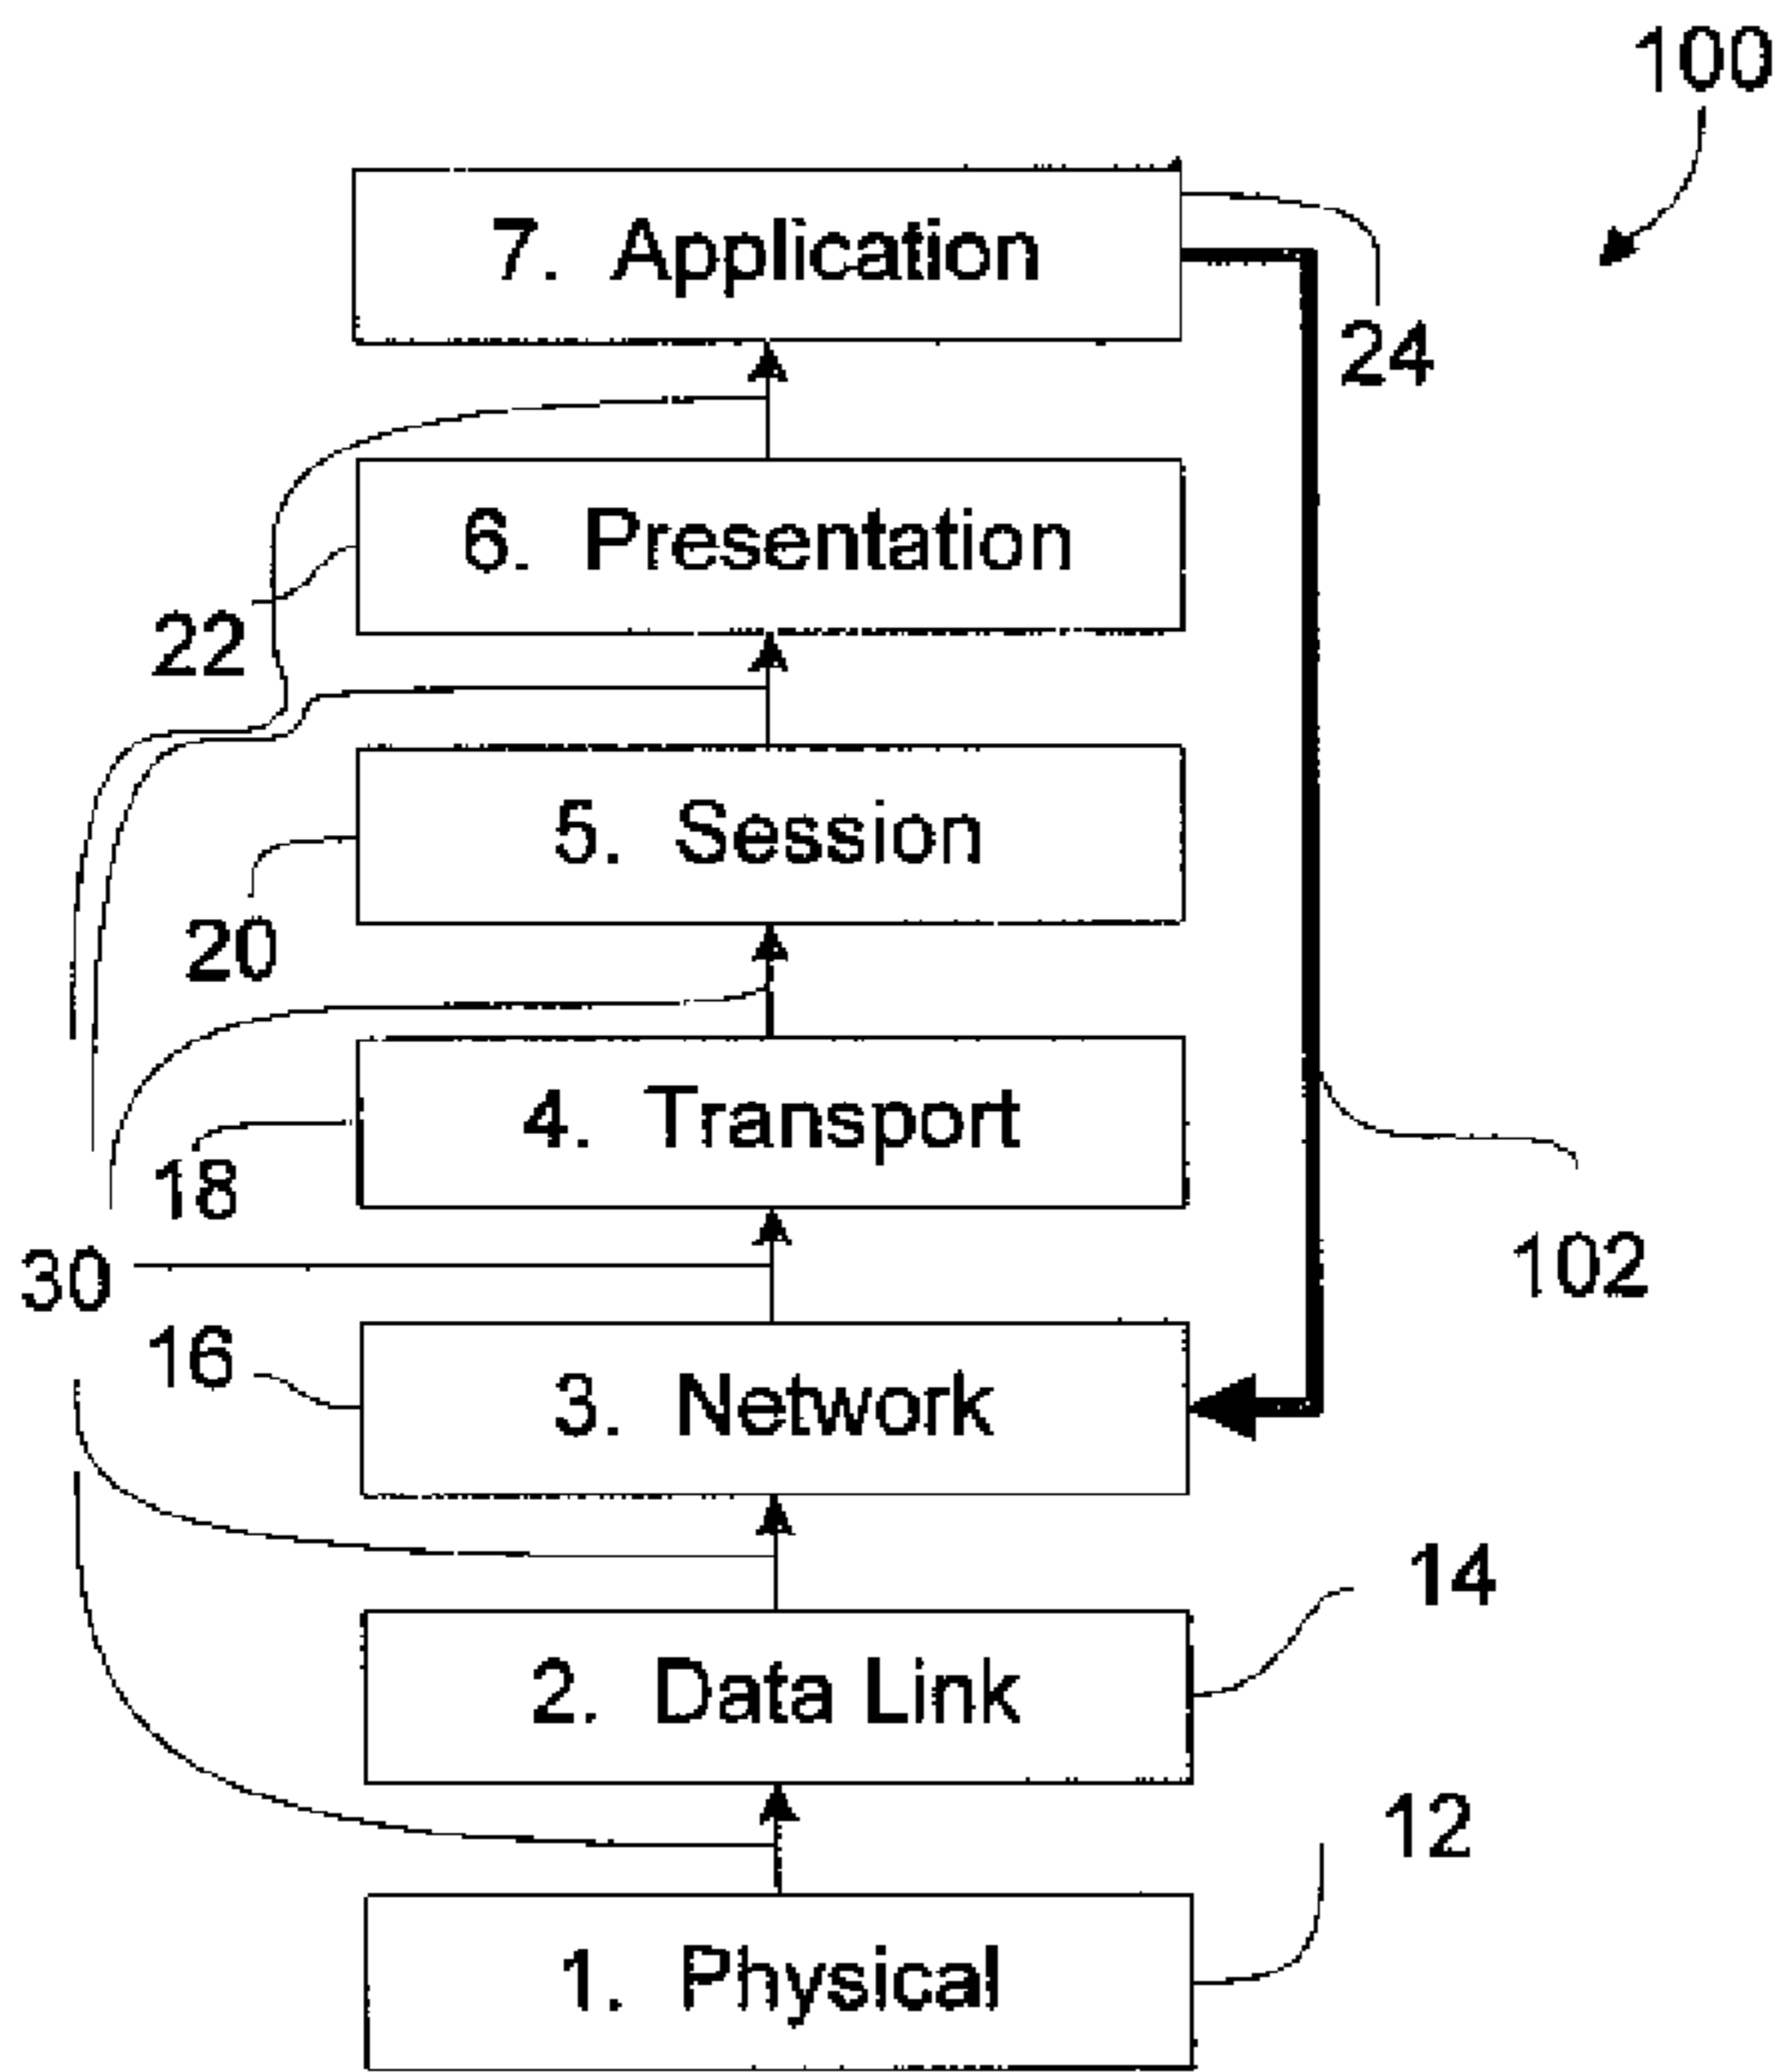 100
7. Application
24
6. Presentation
22
5. Session
20
4. Transport
18
30
102
16
3. Network
14
2. Data Link
12
1. Physical